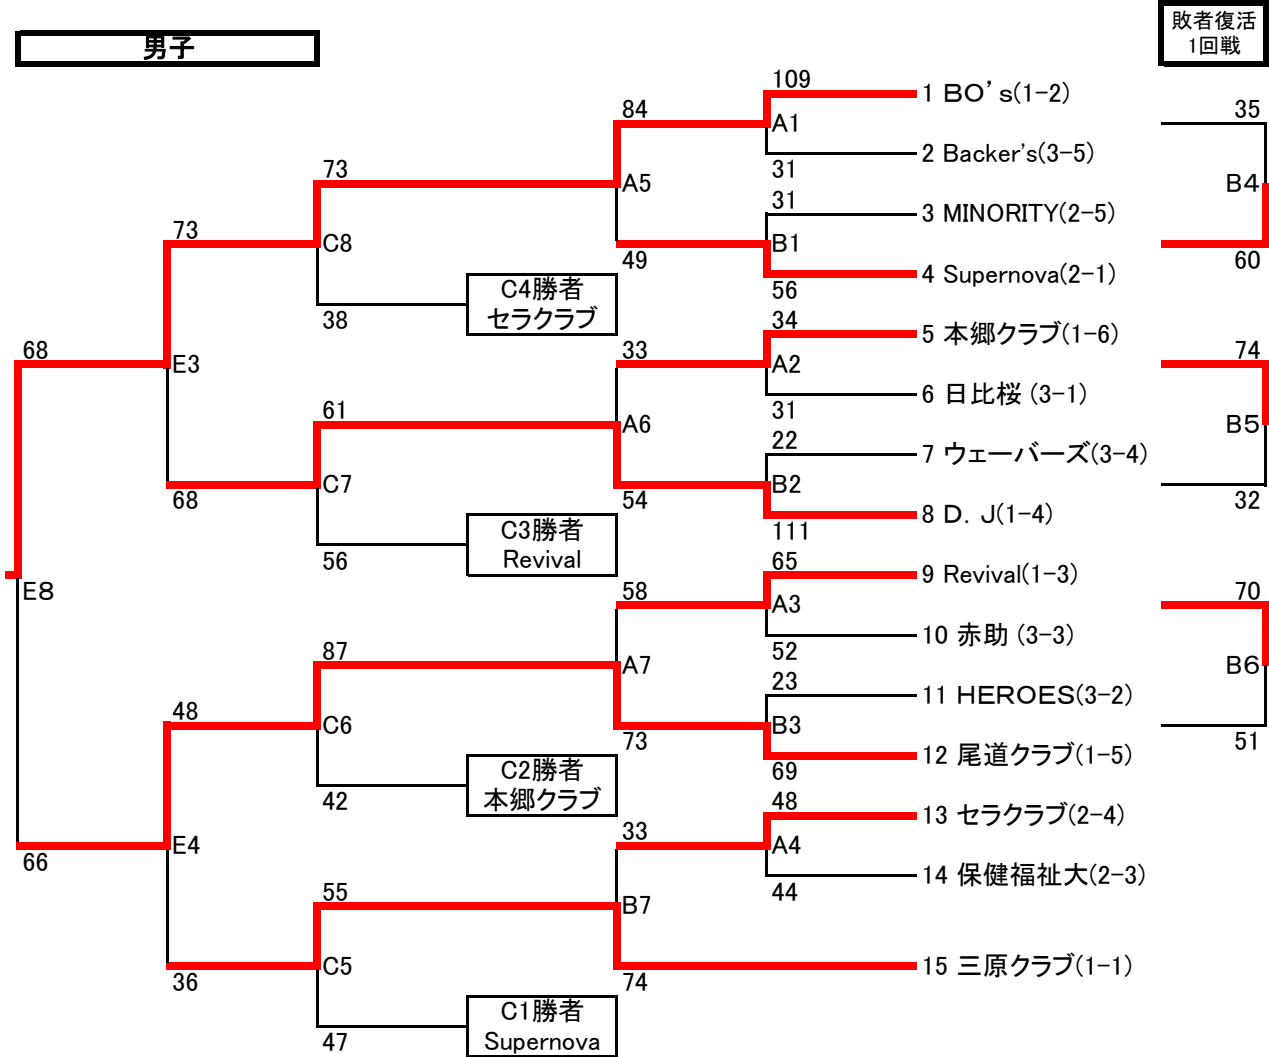 敗者復活
1回戦
男子
109
1 BO's(1-2)
84
35
A1
2 Backer's(3-5)
73
31
A5
B4
31
3 MINORITY(2-5)
73
C8
B1
49
60
4 Supernova(2-1)
C4勝者
セラクラブ
56
38
34
5 本郷クラブ(1-6)
68
33
74
E3
A2
6 日比桜 (3-1)
61
31
A6
B5
22
7 ウェーバーズ(3-4)
C7
B2
68
54
32
8 D. J(1-4)
C3勝者
Revival
111
56
65
9 Revival(1-3)
E8
58
70
A3
10 赤助 (3-3)
87
52
A7
B6
23
11 HEROES(3-2)
48
C6
B3
73
51
12 尾道クラブ(1-5)
C2勝者
本郷クラブ
69
42
48
13 セラクラブ(2-4)
33
E4
A4
66
14 保健福祉大(2-3)
55
44
B7
C5
15 三原クラブ(1-1)
36
74
C1勝者
Supernova
47